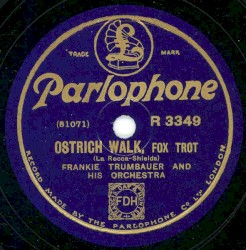 TRADE MARK
Parlophone
(81071)
R 3349
OSTRICH WALK, FOX TROT
(La Rocca-Shields)
FRANKIE TRUMBAUER AND
HIS ORCHESTRA
FDH
RECORD MADE BY THE PARLOPHONE CO LTD LONDON